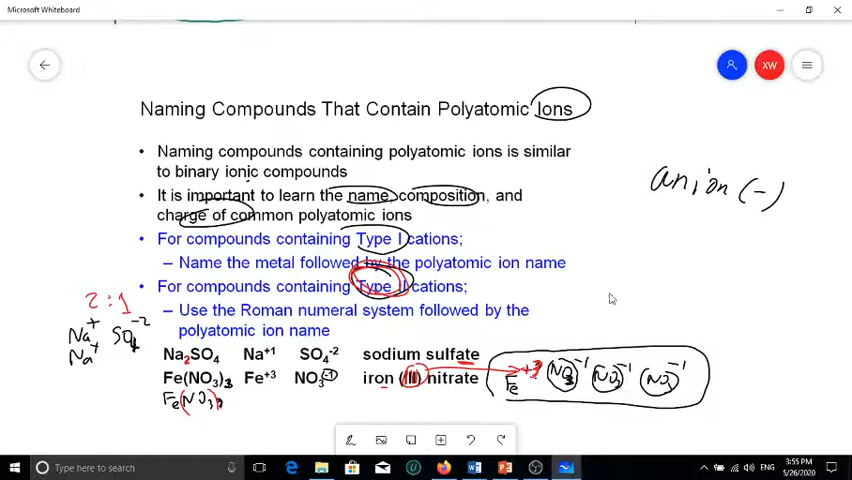 Microsoft Whiteboard
XW
Naming Compounds That Contain Polyatomic Ions
• Naming compounds containing polyatomic ions is similar
to binary ionic compounds
• It is important to learn the name, composition, and
charge of common polyatomic ions
anion (-)
• For compounds containing Type I cations;
– Name the metal followed by the polyatomic ion name
• For compounds containing Type II cations;
– Use the Roman numeral system followed by the
polyatomic ion name
2 : 1
Na+ SO4-2
Na+
Na2SO4 Na+1 SO4-2 sodium sulfate
Fe(NO3)3 Fe+3 NO3-1 iron (III) nitrate
Fe +3 NO3-1 NO3-1 NO3-1
Fe(NO3)3
Type here to search
ENG
3:55 PM
5/26/2020